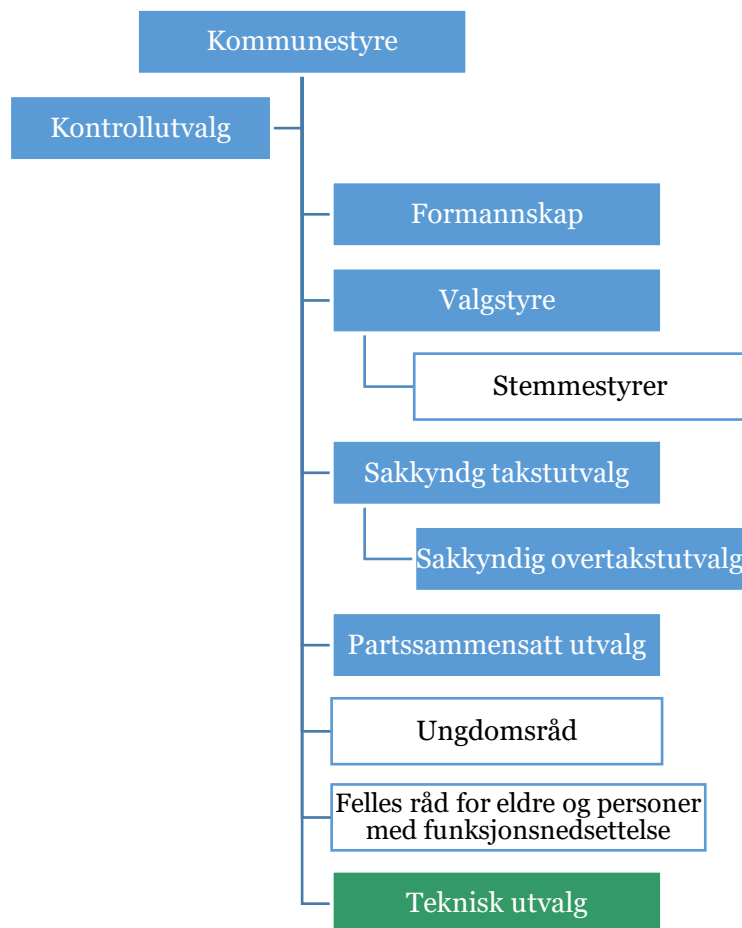 Kommunestyre
Kontrollutvalg
Formannskap
Valgstyre
Stemmestyrer
Sakkyndg takstutvalg
Sakkyndig overtakstutvalg
Partssammensatt utvalg
Ungdomsråd
Felles råd for eldre og personer
med funksjonsnedsettelse
Teknisk utvalg